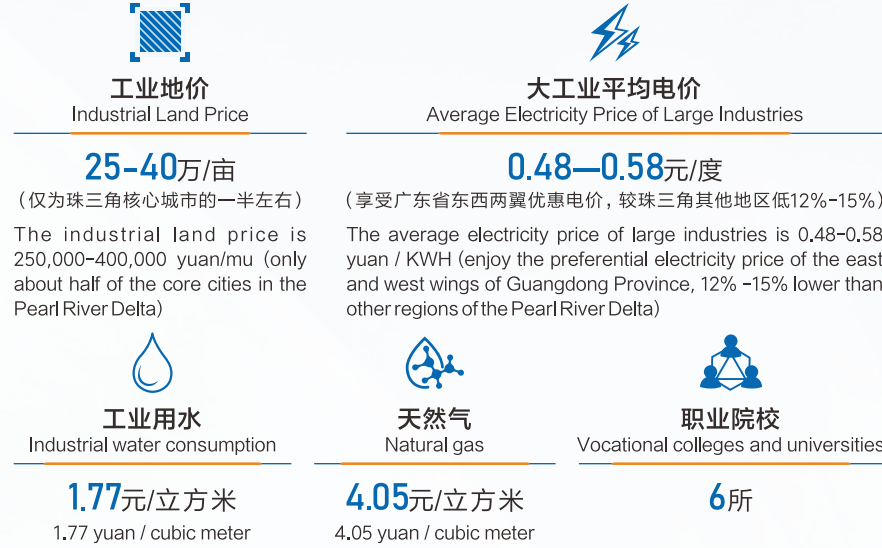 工业地价
Industrial Land Price
25-40万/亩
（仅为珠三角核心城市的一半左右）
The industrial land price is
250,000-400,000 yuan/mu (only
about half of the core cities in the
Pearl River Delta)
大工业平均电价
Average Electricity Price of Large Industries
0.48—0.58元/度
（享受广东省东西两翼优惠电价，较珠三角其他地区低12%-15%）
The average electricity price of large industries is 0.48-0.58
yuan / KWH (enjoy the preferential electricity price of the east
and west wings of Guangdong Province, 12% -15% lower than
other regions of the Pearl River Delta)
工业用水
Industrial water consumption
1.77元/立方米
1.77 yuan / cubic meter
天然气
Natural gas
4.05元/立方米
4.05 yuan / cubic meter
职业院校
Vocational colleges and universities
6所